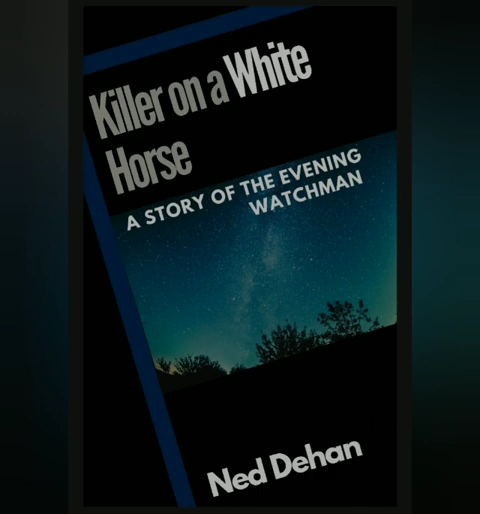 Killer on a White
Horse
A STORY OF THE EVENING
WATCHMAN
Ned Dehan